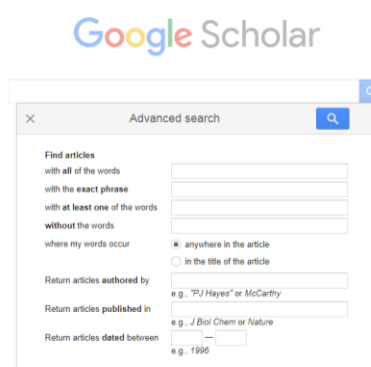 Google Scholar
Advanced search
Find articles
with all of the words
with the exact phrase
with at least one of the words
without the words
where my words occur
anywhere in the article
in the title of the article
Return articles authored by
e.g., "PJ Hayes" or McCarthy
Return articles published in
e.g., J Biol Chem or Nature
Return articles dated between
—
e.g., 1996